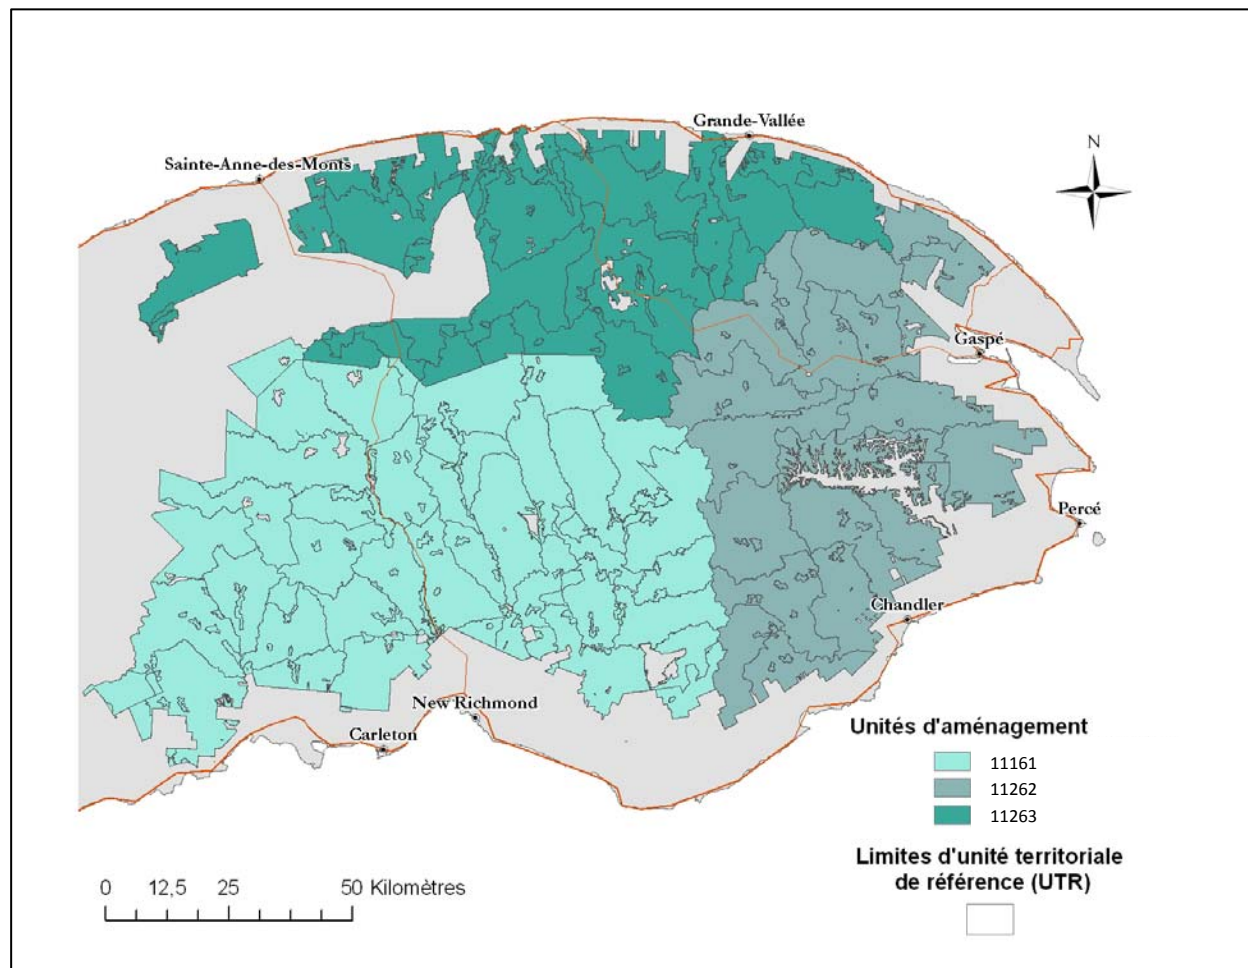 Grande-Vallée
Sainte-Anne-des-Monts
N
Gaspé
Percé
Chandler
New Richmond
Carleton
Unités d'aménagement
11161
11262
11263
Limites d'unité territoriale
de référence (UTR)
0 12,5 25 50 Kilomètres